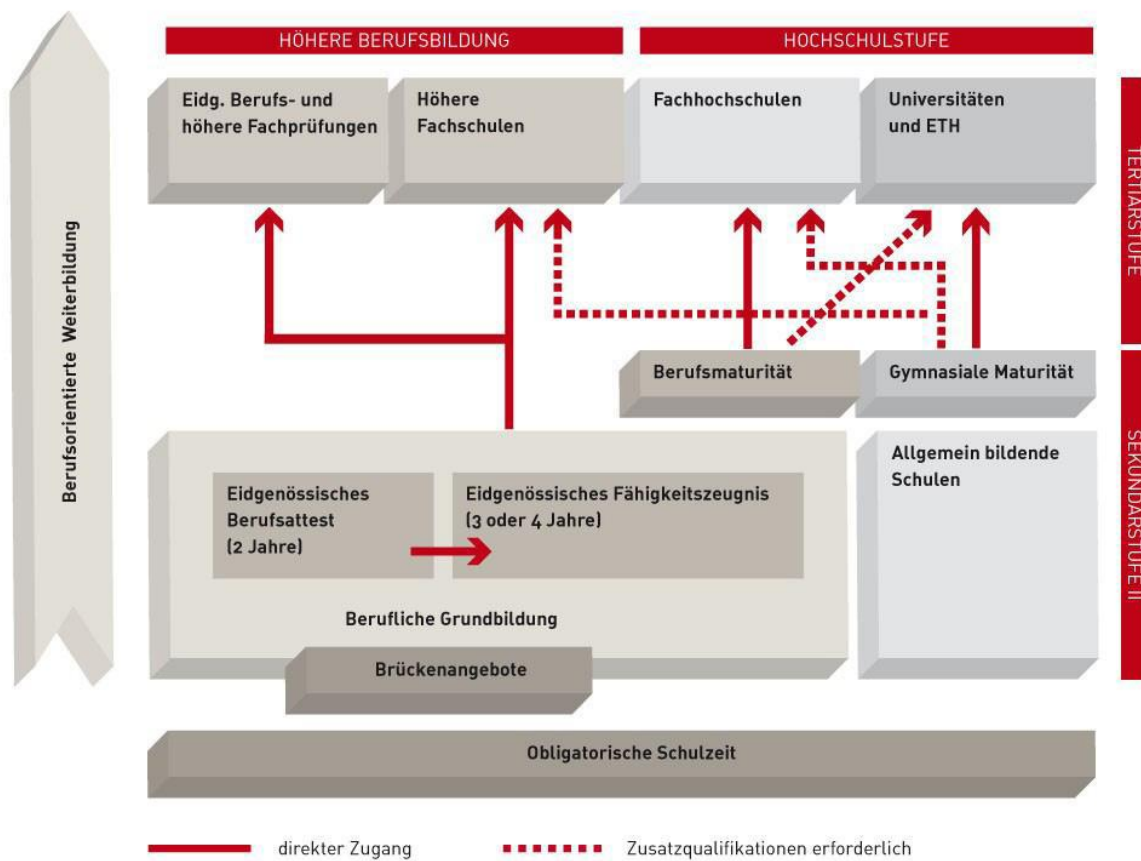 HÖHERE BERUFSBILDUNG
HOCHSCHULSTUFE
Eidg. Berufs- und
höhere Fachprüfungen
Höhere
Fachschulen
Fachhochschulen
Universitäten
und ETH
TERTIÄRSTUFE
Berufsorientierte Weiterbildung
Berufsmaturität
Gymnasiale Maturität
SEKUNDARSTUFE II
Allgemein bildende
Schulen
Eidgenössisches
Berufsattest
(2 Jahre)
Eidgenössisches Fähigkeitszeugnis
(3 oder 4 Jahre)
Berufliche Grundbildung
Brückenangebote
Obligatorische Schulzeit
direkter Zugang
Zusatzqualifikationen erforderlich